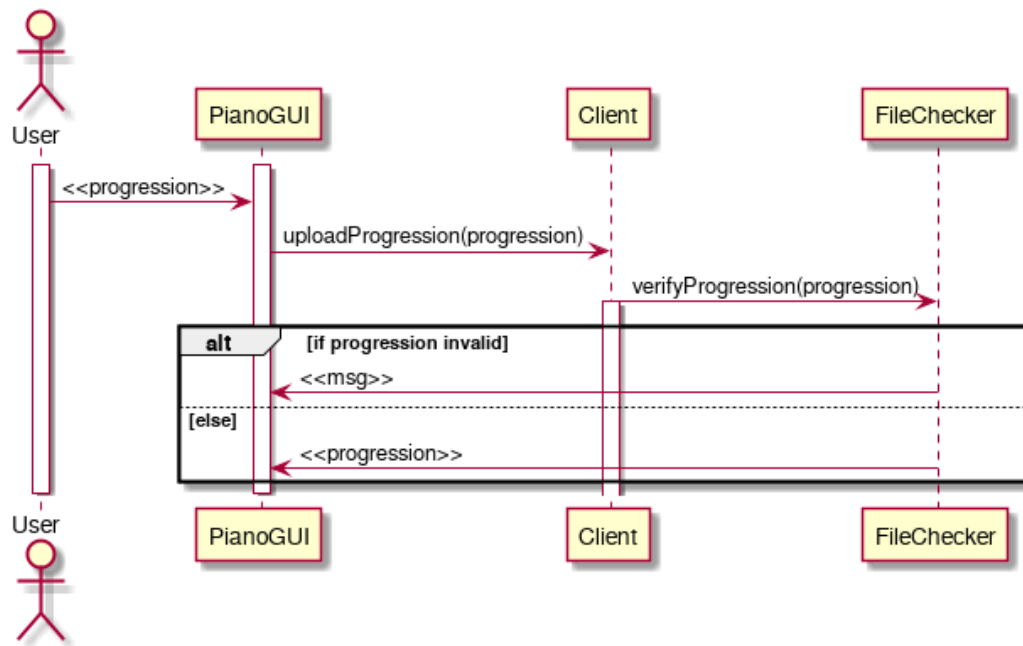 User
PianoGUI
Client
FileChecker
<<progression>>
uploadProgression(progression)
verifyProgression(progression)
alt
[if progression invalid]
<<msg>>
[else]
<<progression>>
User
PianoGUI
Client
FileChecker